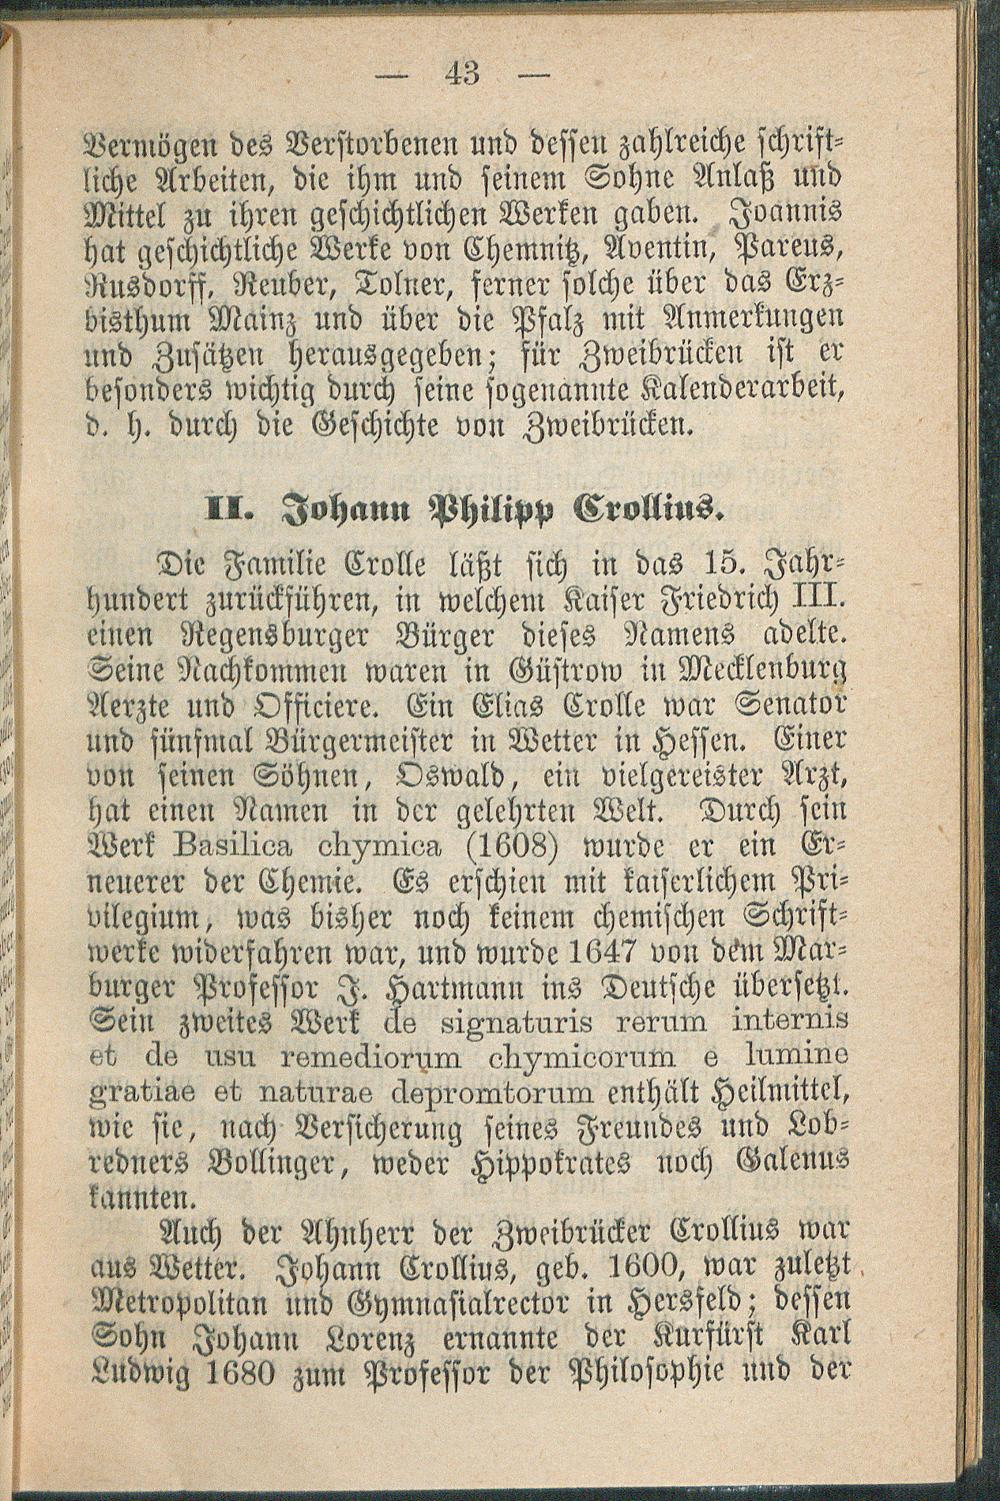 — 43 —
Vermögen des Verstorbenen und dessen zahlreiche schrift-
liche Arbeiten, die ihm und seinem Sohne Anlaß und
Mittel zu ihren geschichtlichen Werken gaben. Joannis
hat geschichtliche Werke von Chemnitz, Aventin, Pareus,
Rusdorff, Reuber, Tolner, ferner solche über das Erz-
bisthum Mainz und über die Pfalz mit Anmerkungen
und Zusätzen herausgegeben; für Zweibrücken ist er
besonders wichtig durch seine sogenannte Kalenderarbeit,
d. h. durch die Geschichte von Zweibrücken.
II. Johann Philipp Crollius.
Die Familie Crolle läßt sich in das 15. Jahr-
hundert zurückführen, in welchem Kaiser Friedrich III.
einen Regensburger Bürger dieses Namens adelte.
Seine Nachkommen waren in Güstrow in Mecklenburg
Aerzte und Officiere. Ein Elias Crolle war Senator
und fünfmal Bürgermeister in Wetter in Hessen. Einer
von seinen Söhnen, Oswald, ein vielgereister Arzt,
hat einen Namen in der gelehrten Welt. Durch sein
Werk Basilica chymica (1608) wurde er ein Er-
neuerer der Chemie. Es erschien mit kaiserlichem Pri-
vilegium, was bisher noch keinem chemischen Schrift-
werke widerfahren war, und wurde 1647 von dem Mar-
burger Professor J. Hartmann ins Deutsche übersetzt.
Sein zweites Werk de signaturis rerum internis
et de usu remediorum chymicorum e lumine
gratiae et naturae depromtorum enthält Heilmittel,
wie sie, nach Versicherung seines Freundes und Lob-
redners Bollinger, weder Hippokrates noch Galenus
kannten.
Auch der Ahnherr der Zweibrücker Crollius war
aus Wetter. Johann Crollius, geb. 1600, war zuletzt
Metropolitan und Gymnasialrector in Hersfeld; dessen
Sohn Johann Lorenz ernannte der Kurfürst Karl
Ludwig 1680 zum Professor der Philosophie und der